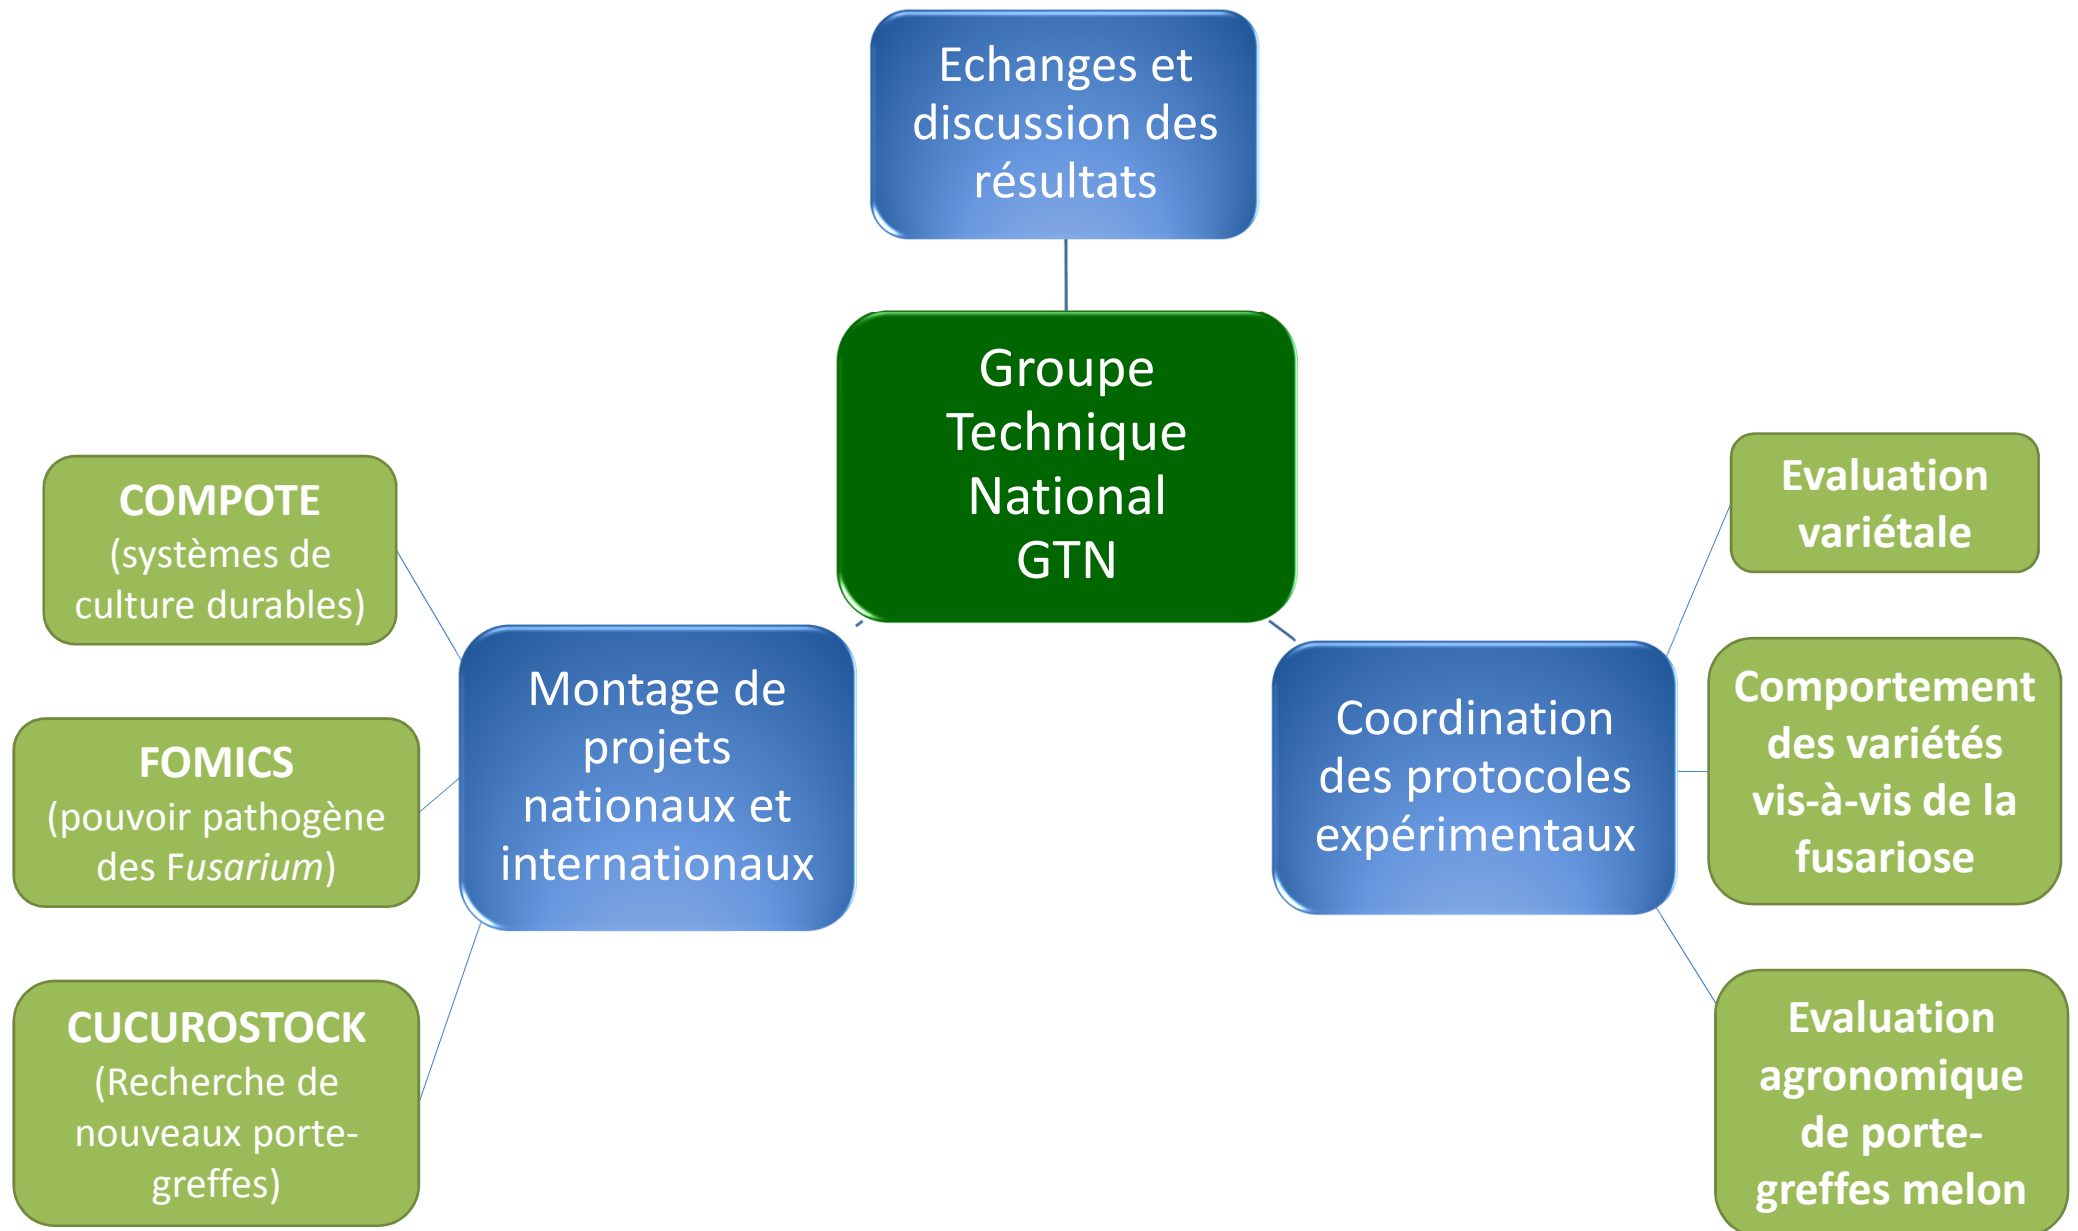 Echanges et
discussion des
résultats
Groupe
Technique
National
GTN
COMPOTE
(systèmes de
culture durables)
FOMICS
(pouvoir pathogène
des Fusarium)
CUCUROSTOCK
(Recherche de
nouveaux porte-
greffes)
Montage de
projets
nationaux et
internationaux
Coordination
des protocoles
expérimentaux
Evaluation
variétale
Comportement
des variétés
vis-à-vis de la
fusariose
Evaluation
agronomique
de porte-
greffes melon